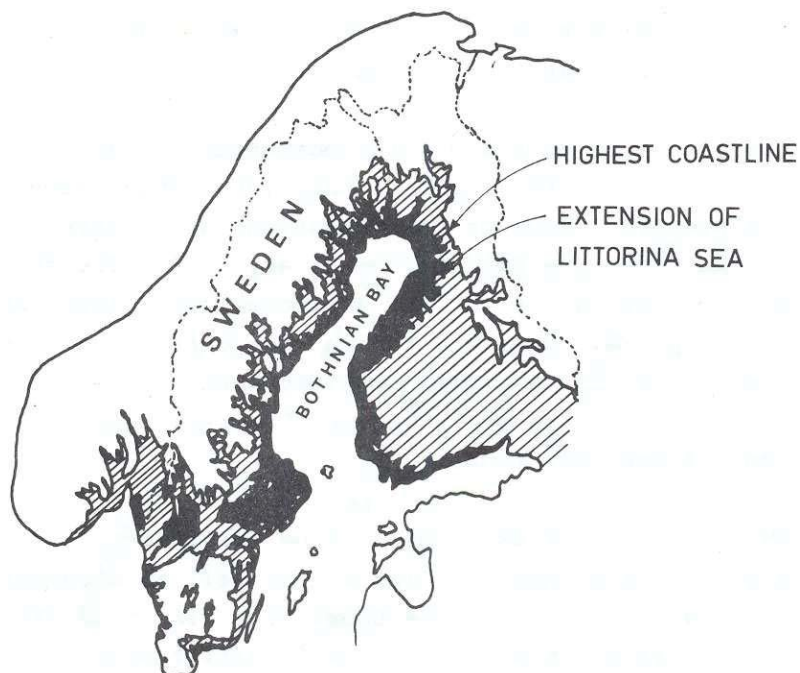 HIGHEST COASTLINE
EXTENSION OF
LITTORINA SEA
SWEDEN
BOTHNIAN BAY